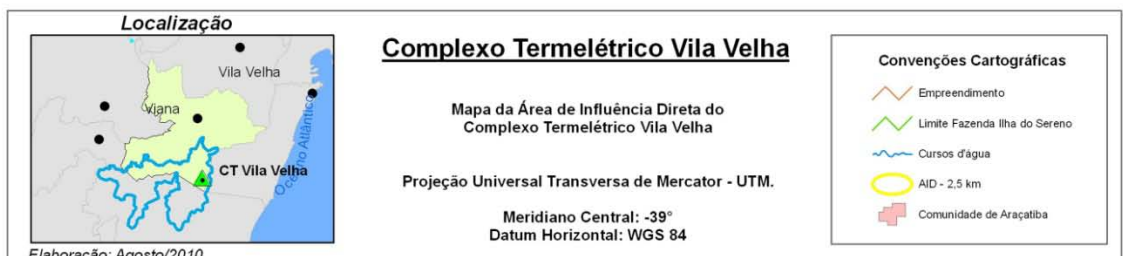 Localização
Vila Velha
Viana
Oceano Atlântico
CT Vila Velha
Elaboração: Agosto/2010
Complexo Termelétrico Vila Velha
Mapa da Área de Influência Direta do
Complexo Termelétrico Vila Velha
Projeção Universal Transversa de Mercator - UTM.
Meridiano Central: -39°
Datum Horizontal: WGS 84
Convenções Cartográficas
Empreendimento
Limite Fazenda Ilha do Sereno
Cursos d'água
AID - 2,5 km
Comunidade de Araçatiba